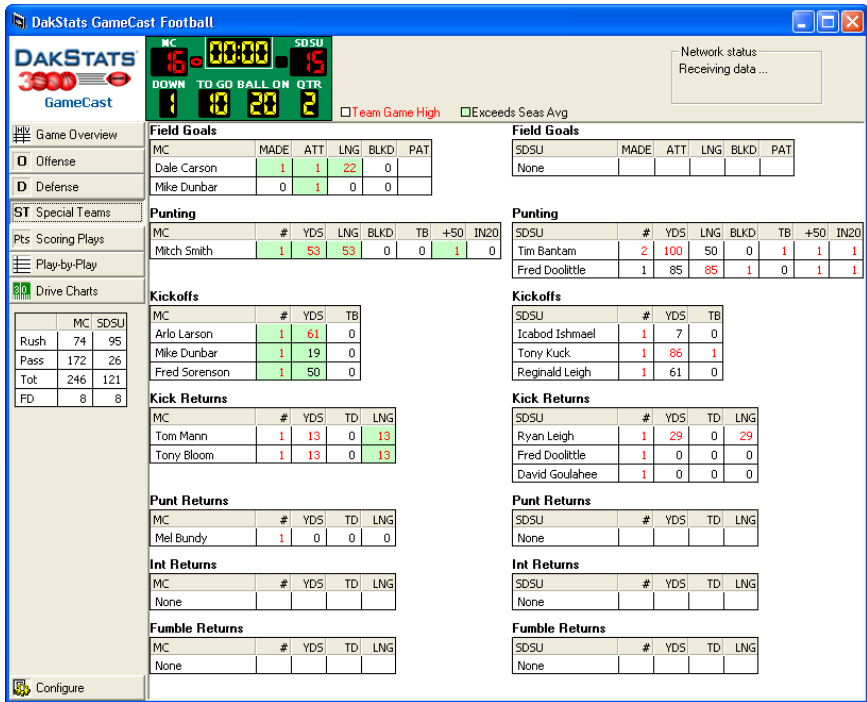 DakStats GameCast Football
DAKSTATS
3000
GameCast
MC 16 00:00 SDSU 15
DOWN TO GO BALL ON QTR
1 10 20 2
Team Game High Exceeds Seas Avg
Network status
Receiving data ...
Game Overview
O Offense
D Defense
ST Special Teams
Pts Scoring Plays
Play-by-Play
Drive Charts
MC SDSU
Rush 74 95
Pass 172 26
Tot 246 121
FD 8 8
Configure
Field Goals
MC MADE ATT LNG BLKD PAT
Dale Carson 1 1 22 0
Mike Dunbar 0 1 0 0
Field Goals
SDSU MADE ATT LNG BLKD PAT
None
Punting
MC # YDS LNG BLKD TB +50 IN20
Mitch Smith 1 53 53 0 0 1 0
Punting
SDSU # YDS LNG BLKD TB +50 IN20
Tim Bantam 2 100 50 0 1 1 1
Fred Doolittle 1 85 85 1 0 1 1
Kickoffs
MC # YDS TB
Arlo Larson 1 61 0
Mike Dunbar 1 19 0
Fred Sorenson 1 50 0
Kickoffs
SDSU # YDS TB
Icabod Ishmael 1 7 0
Tony Kuck 1 86 1
Reginald Leigh 1 61 0
Kick Returns
MC # YDS TD LNG
Tom Mann 1 13 0 13
Tony Bloom 1 13 0 13
Kick Returns
SDSU # YDS TD LNG
Ryan Leigh 1 29 0 29
Fred Doolittle 1 0 0 0
David Goulahee 1 0 0 0
Punt Returns
MC # YDS TD LNG
Mel Bundy 1 0 0 0
Punt Returns
SDSU # YDS TD LNG
None
Int Returns
MC # YDS TD LNG
None
Int Returns
SDSU # YDS TD LNG
None
Fumble Returns
MC # YDS TD LNG
None
Fumble Returns
SDSU # YDS TD LNG
None